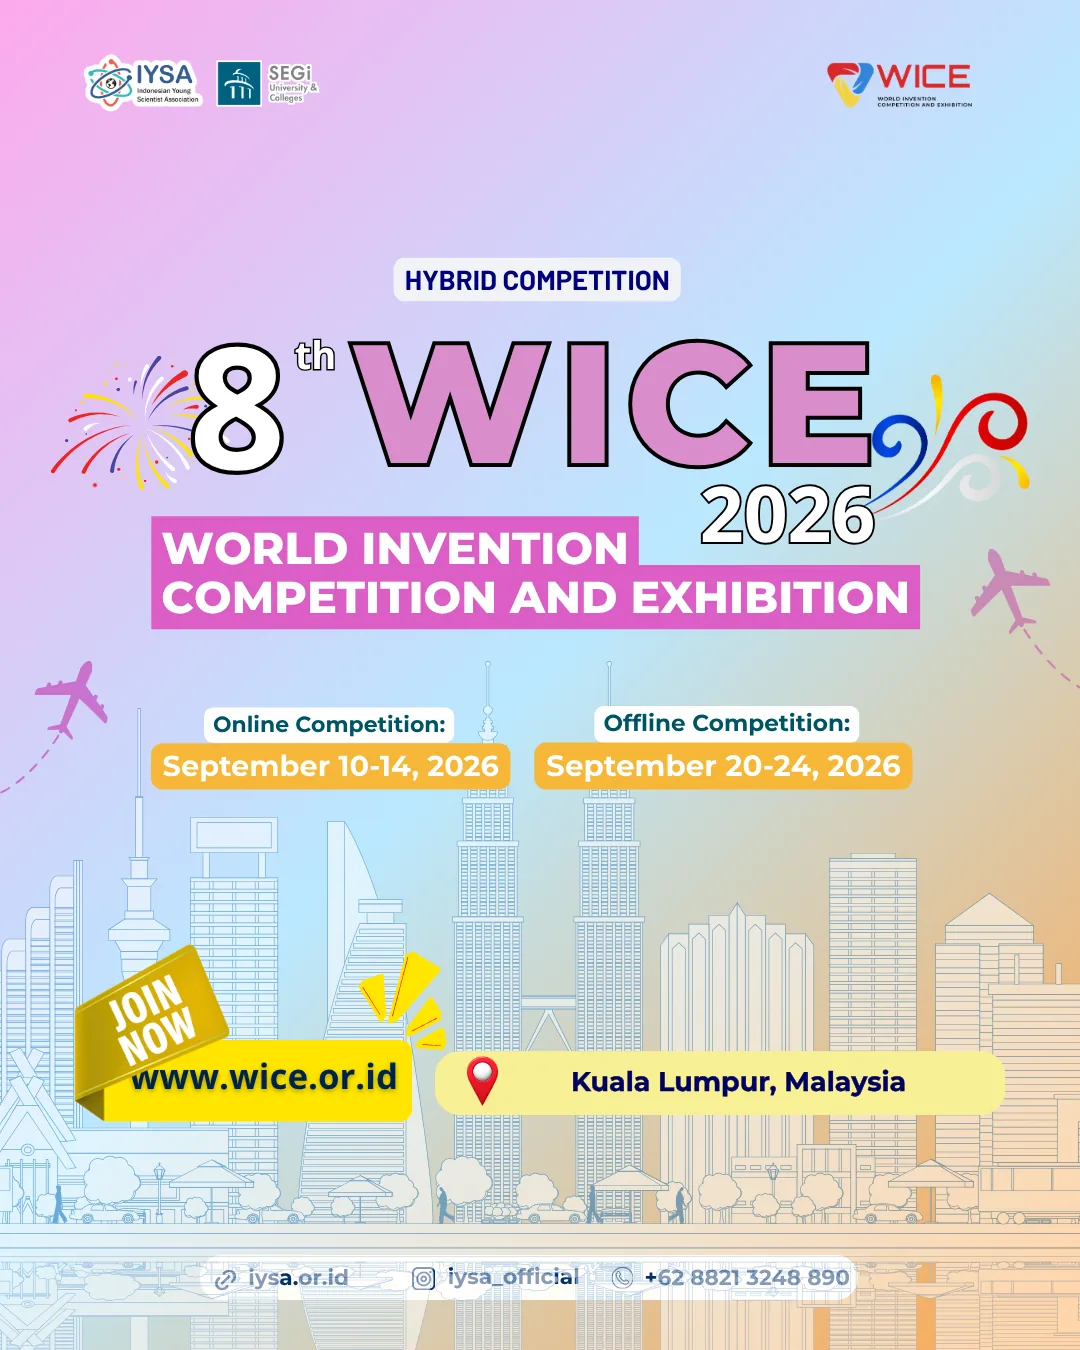 IYSA
Indonesian Young
Scientist Association
SEGi
University &
Colleges
WICE
WORLD INVENTION
COMPETITION AND EXHIBITION
HYBRID COMPETITION
8th WICE
2026
WORLD INVENTION
COMPETITION AND EXHIBITION
Online Competition:
September 10-14, 2026
Offline Competition:
September 20-24, 2026
JOIN
NOW
www.wice.or.id
Kuala Lumpur, Malaysia
iysa.or.id
iysa_official
+62 8821 3248 890